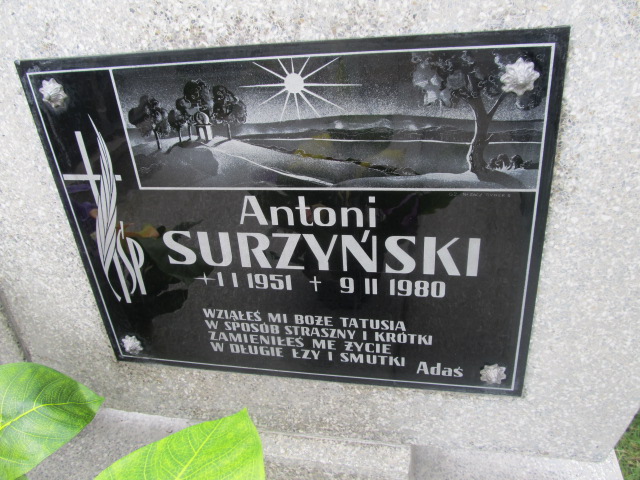 Antoni
SURZYŃSKI
+1 I 1951 + 9 II 1980
ŚP
WZIĄŁEŚ MI BOŻE TATUSIA
W SPOSÓB STRASZNY I KRÓTKI
ZAMIENIŁEŚ ME ŻYCIE
W DŁUGIE ŁZY I SMUTKI Adaś